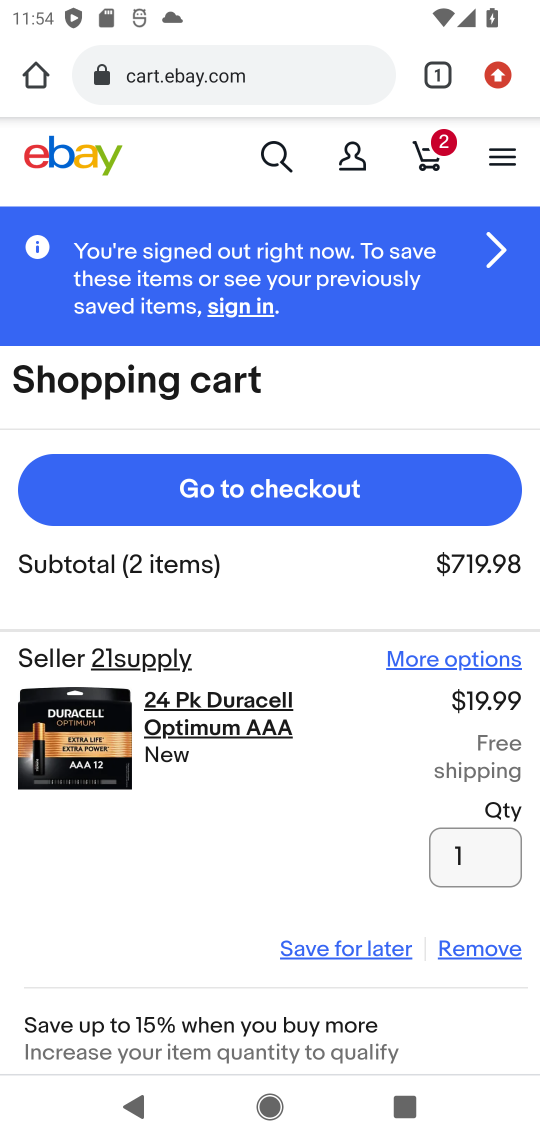 11:54
cart.ebay.com
1
ebay
2
You're signed out right now. To save
these items or see your previously
saved items, sign in.
Shopping cart
Go to checkout
Subtotal (2 items) $719.98
Seller 21supply More options
24 Pk Duracell
Optimum AAA
New
$19.99
Free
shipping
DURACELL
OPTIMUM
EXTRA LIFE
EXTRA POWER
AAA 12
Qty
1
Save for later Remove
Save up to 15% when you buy more
Increase your item quantity to qualify